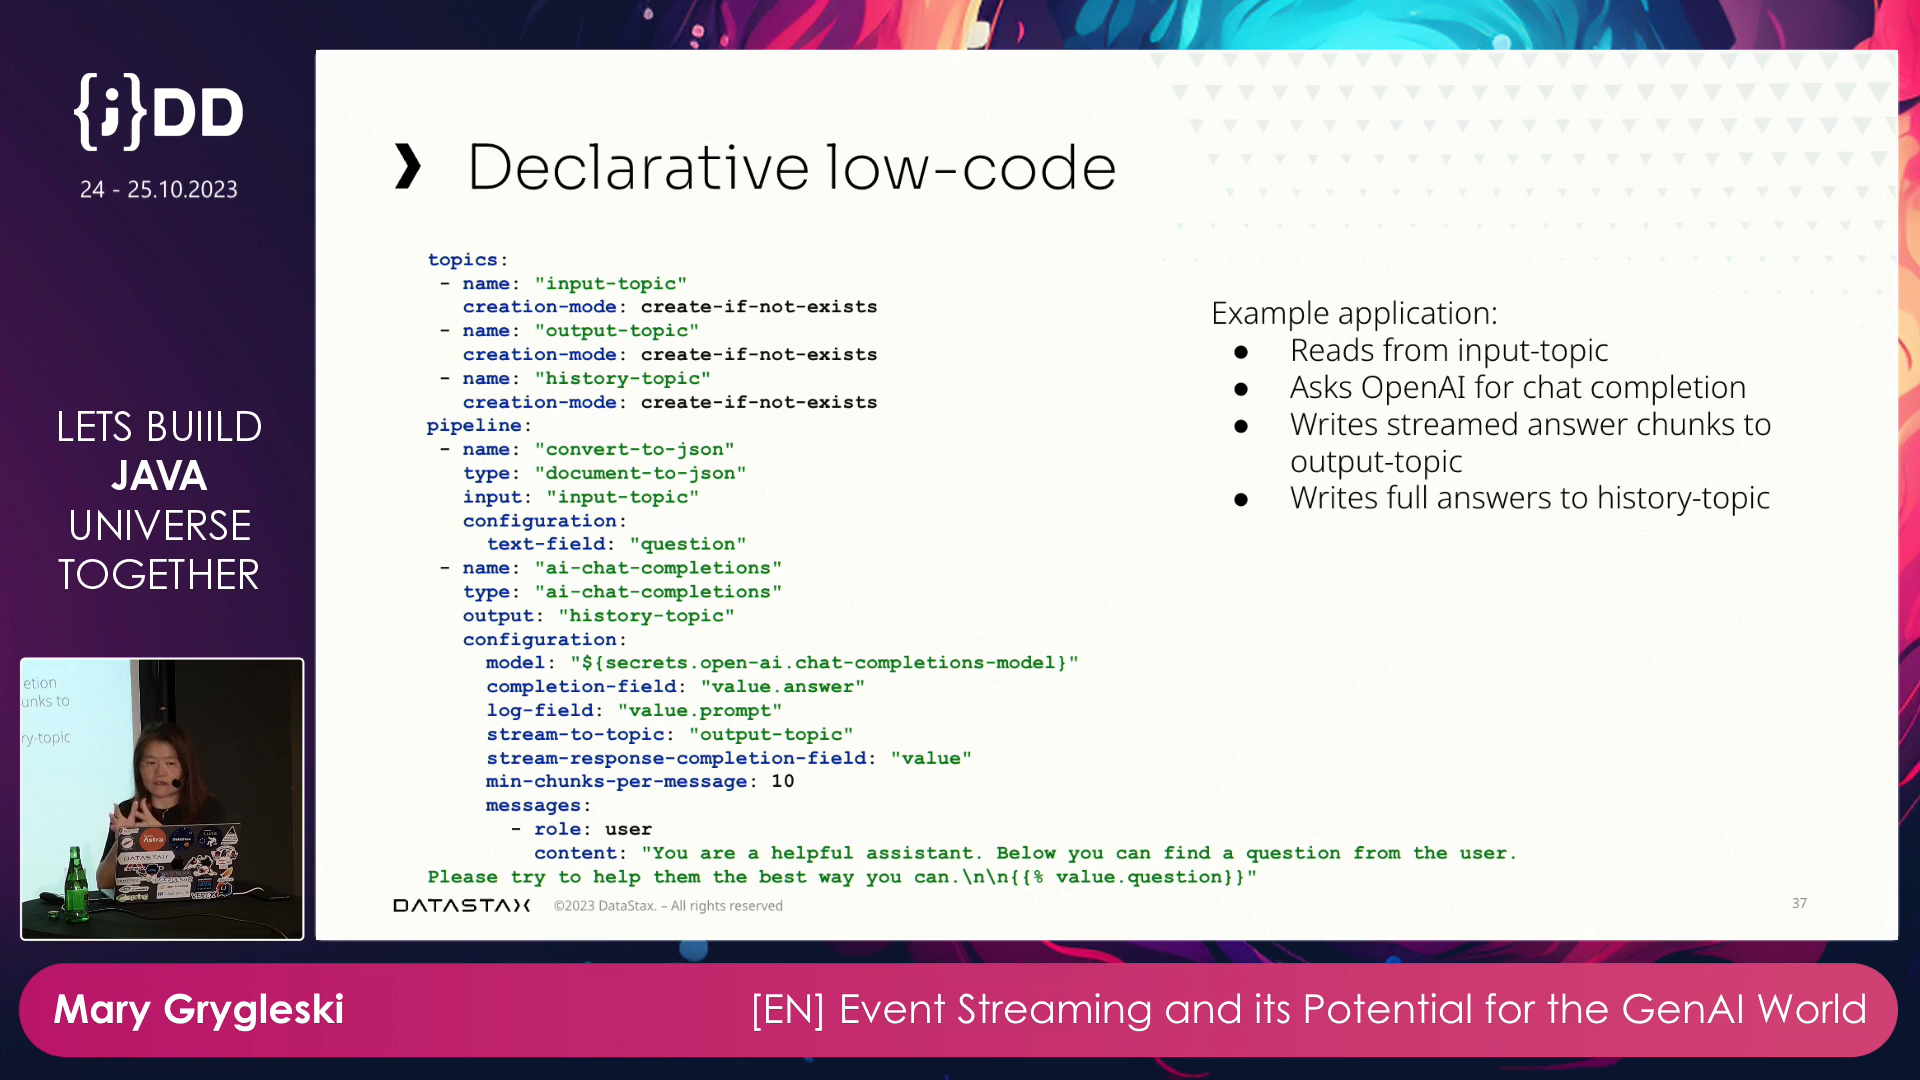 {j}DD
24 - 25.10.2023
LETS BUIILD
JAVA
UNIVERSE
TOGETHER
Declarative low-code
topics:
- name: "input-topic"
creation-mode: create-if-not-exists
- name: "output-topic"
creation-mode: create-if-not-exists
- name: "history-topic"
creation-mode: create-if-not-exists
pipeline:
- name: "convert-to-json"
type: "document-to-json"
input: "input-topic"
configuration:
text-field: "question"
- name: "ai-chat-completions"
type: "ai-chat-completions"
output: "history-topic"
configuration:
model: "${secrets.open-ai.chat-completions-model}"
completion-field: "value.answer"
log-field: "value.prompt"
stream-to-topic: "output-topic"
stream-response-completion-field: "value"
min-chunks-per-message: 10
messages:
- role: user
content: "You are a helpful assistant. Below you can find a question from the user.
Please try to help them the best way you can.\n\n{{% value.question}}"
Example application:
● Reads from input-topic
● Asks OpenAI for chat completion
● Writes streamed answer chunks to
output-topic
● Writes full answers to history-topic
DATASTAX ©2023 DataStax. – All rights reserved
37
etion
unks to
ry-topic
Astra
DATASTAX
Mary Grygleski
[EN] Event Streaming and its Potential for the GenAI World